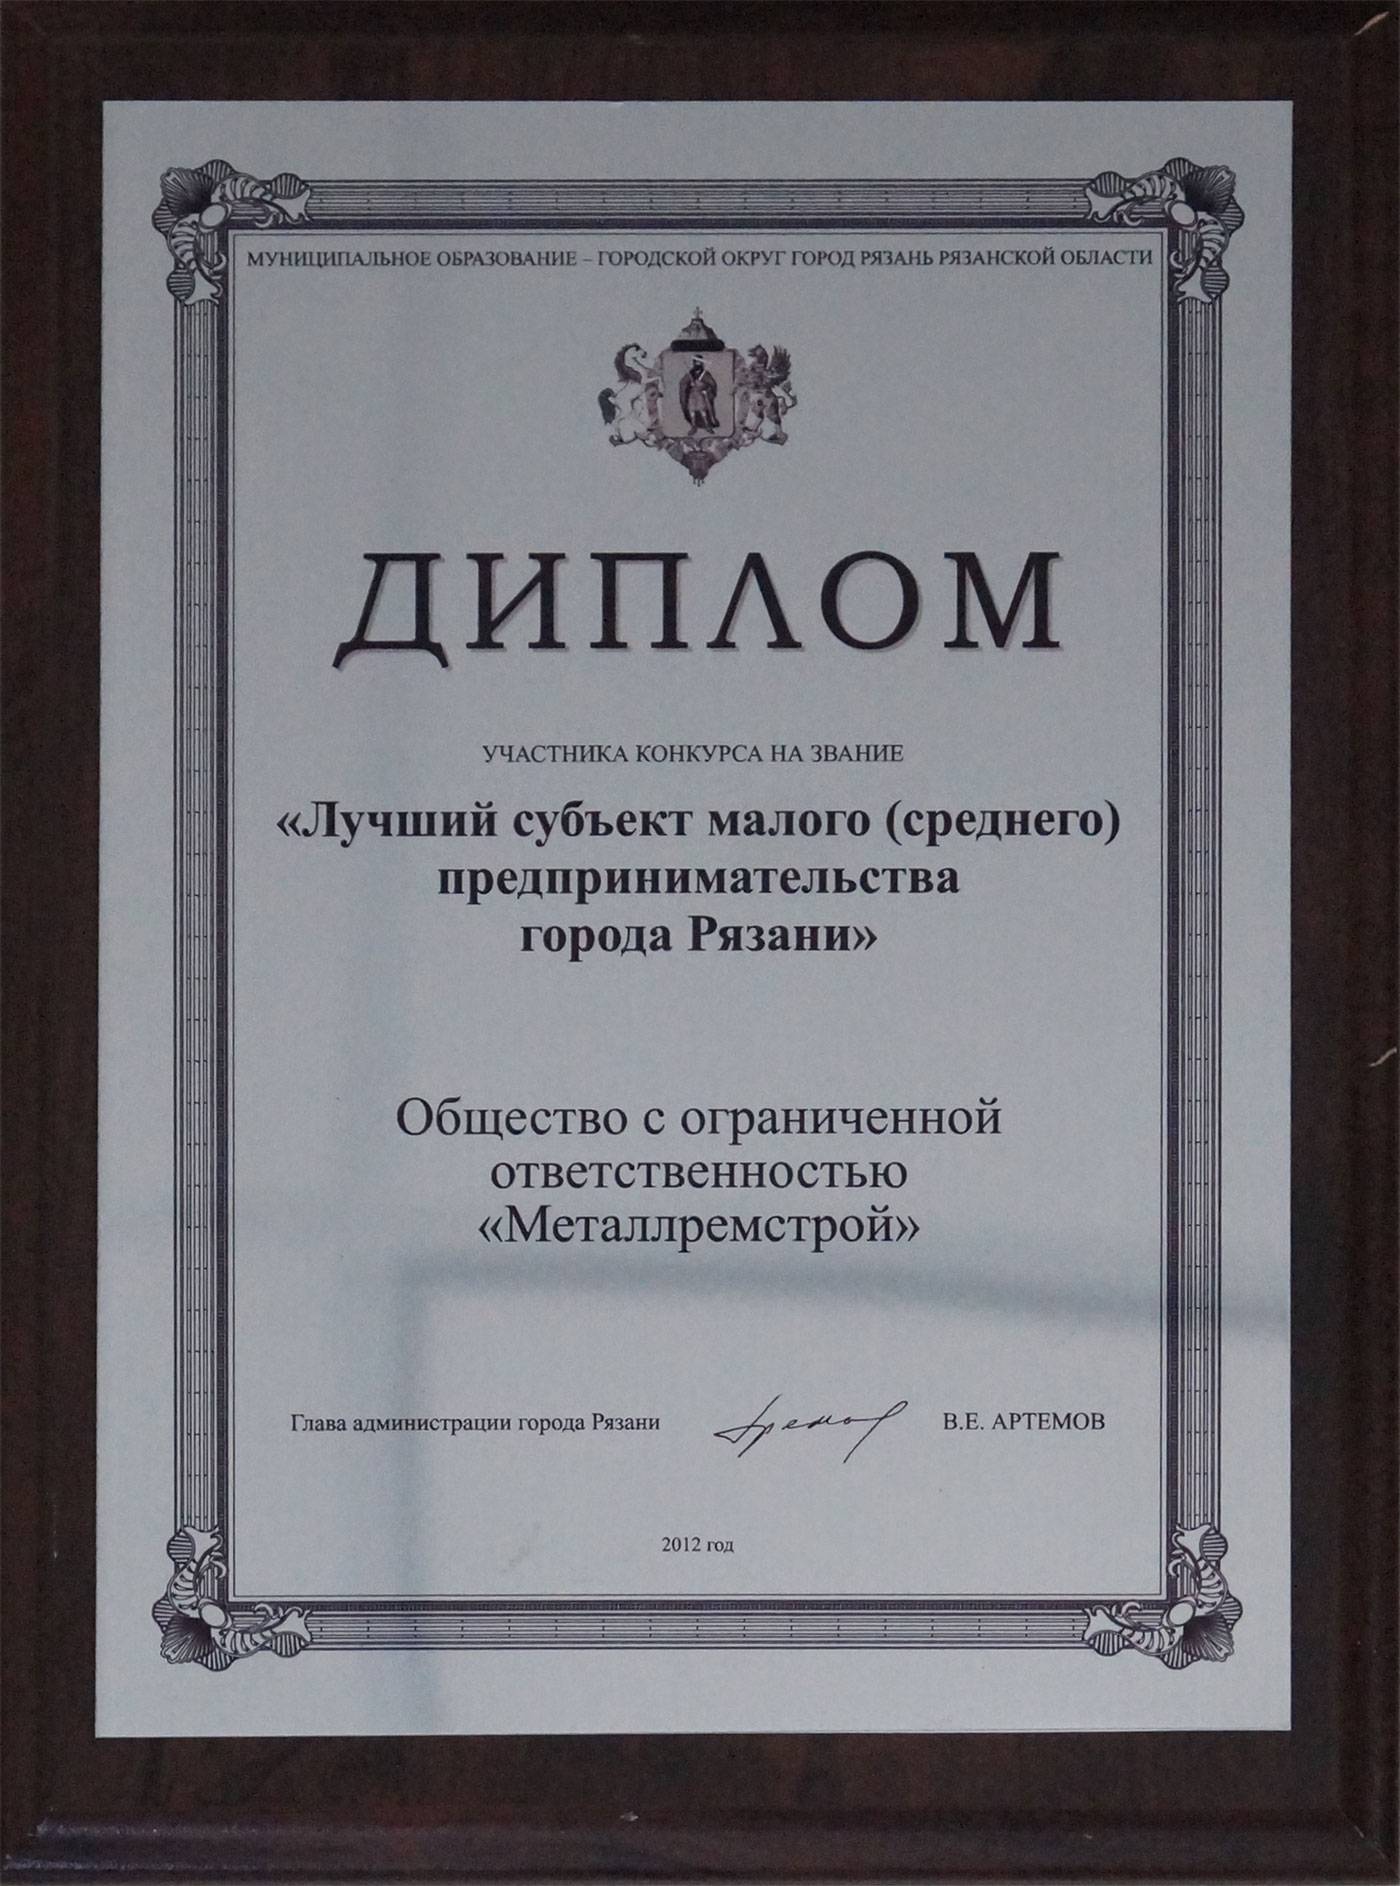 МУНИЦИПАЛЬНОЕ ОБРАЗОВАНИЕ – ГОРОДСКОЙ ОКРУГ ГОРОД РЯЗАНЬ РЯЗАНСКОЙ ОБЛАСТИ
ДИПЛОМ
УЧАСТНИКА КОНКУРСА НА ЗВАНИЕ
«Лучший субъект малого (среднего)
предпринимательства
города Рязани»
Общество с ограниченной
ответственностью
«Металлремстрой»
Глава администрации города Рязани В.Е. АРТЕМОВ
2012 год